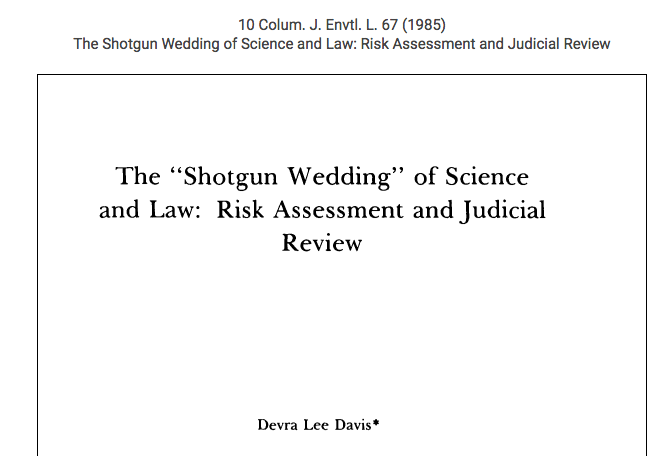 10 Colum. J. Envtl. L. 67 (1985)
The Shotgun Wedding of Science and Law: Risk Assessment and Judicial Review
The ‘‘Shotgun Wedding’’ of Science
and Law: Risk Assessment and Judicial
Review
Devra Lee Davis*